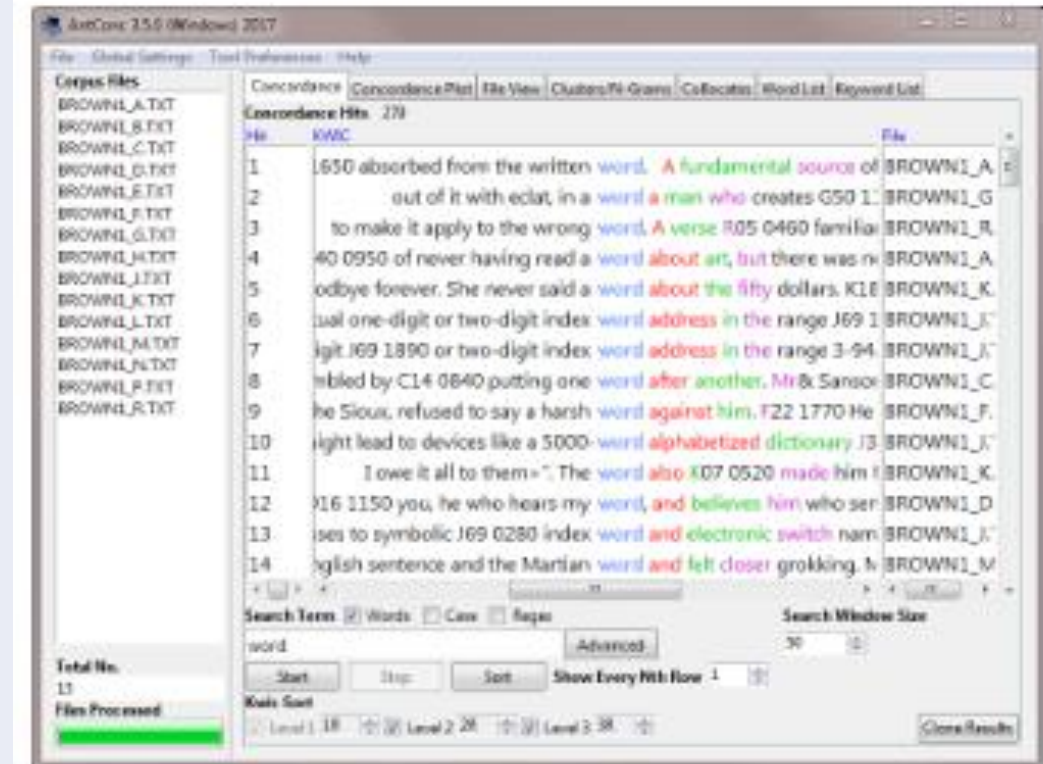 AntConc 3.5.0 (Windows) 2017
File Global Settings Tool Preferences Help
Corpus Files
BROWN1_A.TXT
BROWN1_B.TXT
BROWN1_C.TXT
BROWN1_D.TXT
BROWN1_E.TXT
BROWN1_F.TXT
BROWN1_G.TXT
BROWN1_H.TXT
BROWN1_J.TXT
BROWN1_K.TXT
BROWN1_L.TXT
BROWN1_M.TXT
BROWN1_N.TXT
BROWN1_P.TXT
BROWN1_R.TXT
Total No.
Files Processed
Concordance Concordance Plot File View Clusters/N-Grams Collocates Word List Keyword List
Concordance Hits 278
Hit KWIC File
1 1650 absorbed from the written word. A fundamental source of BROWN1_A.
2 out of it with eclat, in a word a man who creates G50 1 BROWN1_G
3 to make it apply to the wrong word. A verse R05 0460 familia BROWN1_R.
4 40 0950 of never having read a word about art, but there was n BROWN1_A.
5 odbye forever. She never said a word about the fifty dollars. K18 BROWN1_K.
6 ual one-digit or two-digit index word address in the range J69 1 BROWN1_J.
7 igit J69 1890 or two-digit index word address in the range 3-94. BROWN1_J.
8 mbled by C14 0840 putting one word after another. Mr& Sanso BROWN1_C.
9 he Sioux, refused to say a harsh word against him. F22 1770 He BROWN1_F.
10 ight lead to devices like a 5000- word alphabetized dictionary J3 BROWN1_J.
11 I owe it all to them". The word also K07 0520 made him BROWN1_K.
12 016 1150 you, he who hears my word, and believes him who sen BROWN1_D
13 ses to symbolic J69 0280 index word and electronic switch nam BROWN1_J.
14 nglish sentence and the Martian word and felt closer grokking. M BROWN1_M
Search Term Words Case Regex Search Window Size
word Advanced 50
Start Stop Sort Show Every Nth Row 1
Kwic Sort
Level 1 1R Level 2 2R Level 3 3R Clone Results